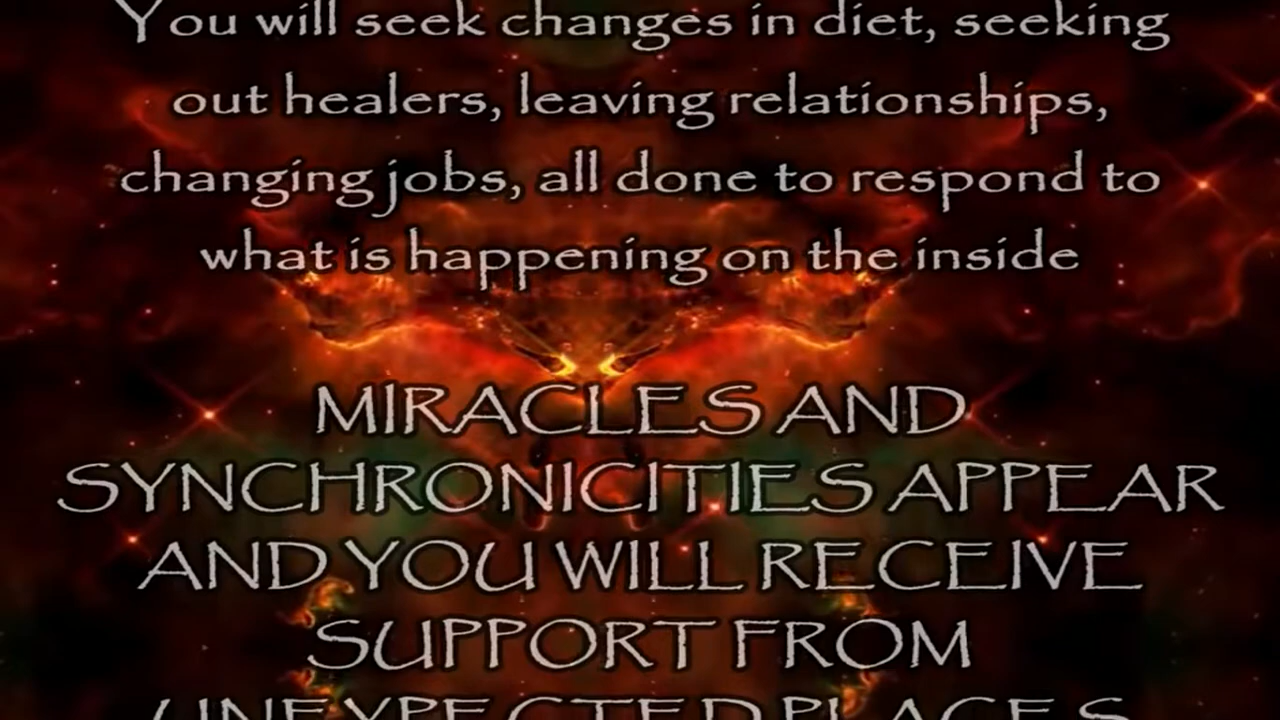 You will seek changes in diet, seeking
out healers, leaving relationships,
changing jobs, all done to respond to
what is happening on the inside
MIRACLES AND
SYNCHRONICITIES APPEAR
AND YOU WILL RECEIVE
SUPPORT FROM
UNEXPECTED PLACES